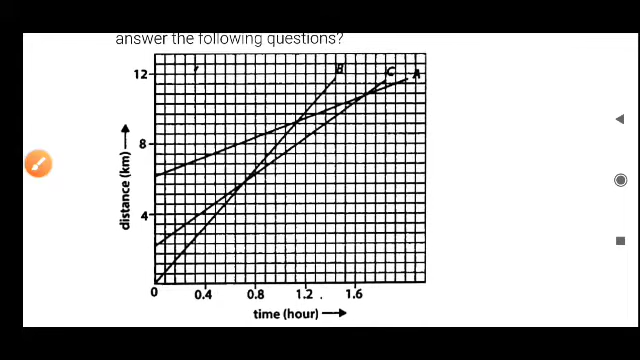 answer the following questions?
12
B
C
A
8
distance (km)
4
0
0.4
0.8
1.2
1.6
time (hour)